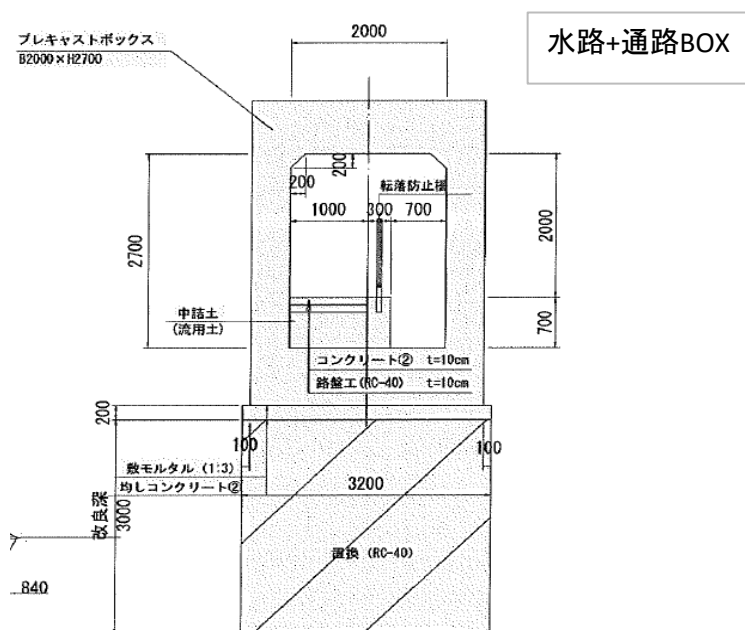 水路+通路BOX
プレキャストボックス
B2000×H2700
2000
200
200
転落防止柵
1000
300
700
2700
2000
中詰土
(流用土)
700
コンクリート② t=10cm
路盤工(RC-40) t=10cm
200
100
100
敷モルタル (1:3)
均しコンクリート②
3200
改良深
3000
置換 (RC-40)
840